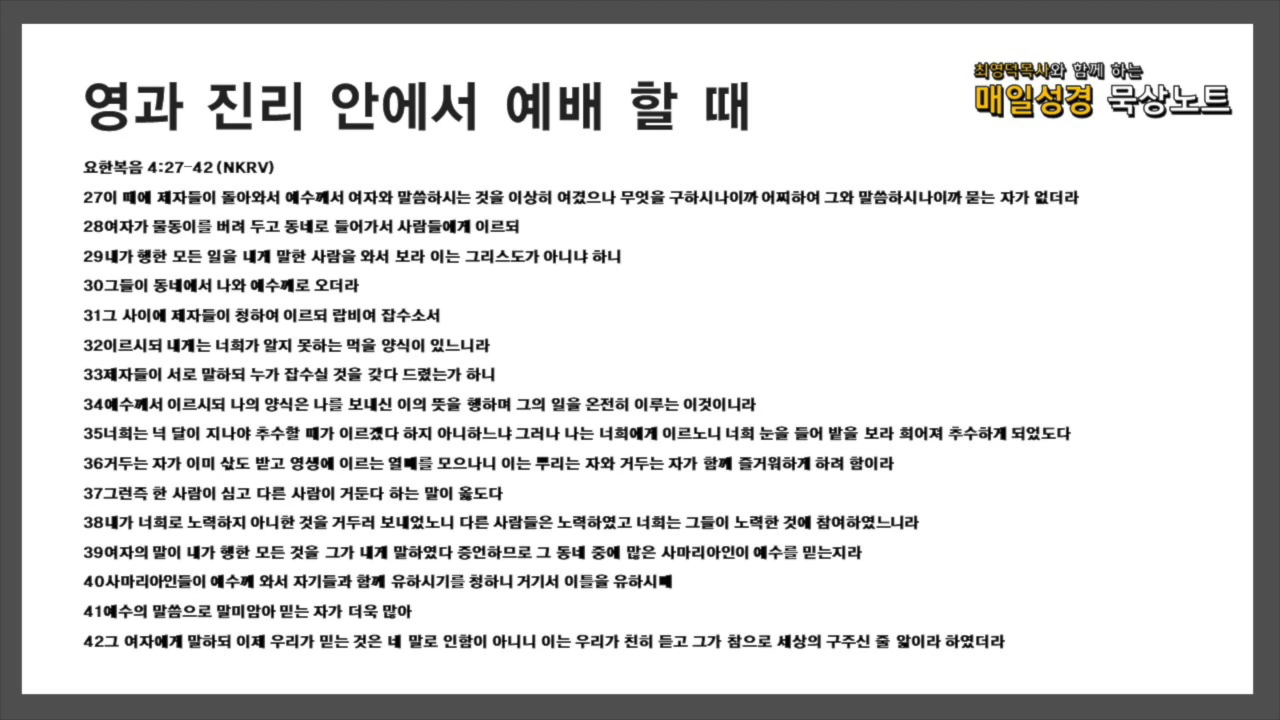 영과 진리 안에서 예배 할 때
최영덕목사와 함께 하는
매일성경 묵상노트
요한복음 4:27-42 (NKRV)
27이 때에 제자들이 돌아와서 예수께서 여자와 말씀하시는 것을 이상히 여겼으나 무엇을 구하시나이까 어찌하여 그와 말씀하시나이까 묻는 자가 없더라
28여자가 물동이를 버려 두고 동네로 들어가서 사람들에게 이르되
29내가 행한 모든 일을 내게 말한 사람을 와서 보라 이는 그리스도가 아니냐 하니
30그들이 동네에서 나와 예수께로 오더라
31그 사이에 제자들이 청하여 이르되 랍비여 잡수소서
32이르시되 내게는 너희가 알지 못하는 먹을 양식이 있느니라
33제자들이 서로 말하되 누가 잡수실 것을 갖다 드렸는가 하니
34예수께서 이르시되 나의 양식은 나를 보내신 이의 뜻을 행하며 그의 일을 온전히 이루는 이것이니라
35너희는 넉 달이 지나야 추수할 때가 이르겠다 하지 아니하느냐 그러나 나는 너희에게 이르노니 너희 눈을 들어 밭을 보라 희어져 추수하게 되었도다
36거두는 자가 이미 삯도 받고 영생에 이르는 열매를 모으나니 이는 뿌리는 자와 거두는 자가 함께 즐거워하게 하려 함이라
37그런즉 한 사람이 심고 다른 사람이 거둔다 하는 말이 옳도다
38내가 너희로 노력하지 아니한 것을 거두러 보내었노니 다른 사람들은 노력하였고 너희는 그들이 노력한 것에 참여하였느니라
39여자의 말이 내가 행한 모든 것을 그가 내게 말하였다 증언하므로 그 동네 중에 많은 사마리아인이 예수를 믿는지라
40사마리아인들이 예수께 와서 자기들과 함께 유하시기를 청하니 거기서 이틀을 유하시매
41예수의 말씀으로 말미암아 믿는 자가 더욱 많아
42그 여자에게 말하되 이제 우리가 믿는 것은 네 말로 인함이 아니니 이는 우리가 친히 듣고 그가 참으로 세상의 구주신 줄 앎이라 하였더라